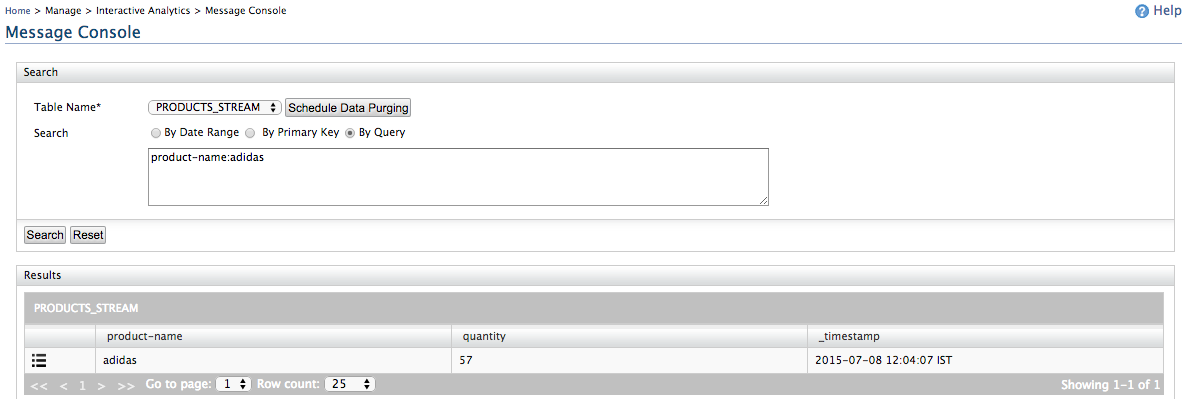 Home > Manage > Interactive Analytics > Message Console
Help
Message Console
Search
Table Name* PRODUCTS_STREAM Schedule Data Purging
Search By Date Range By Primary Key By Query
product-name:adidas
Search Reset
Results
PRODUCTS_STREAM
product-name quantity _timestamp
adidas 57 2015-07-08 12:04:07 IST
<< < 1 > >> Go to page: 1 Row count: 25 Showing 1-1 of 1